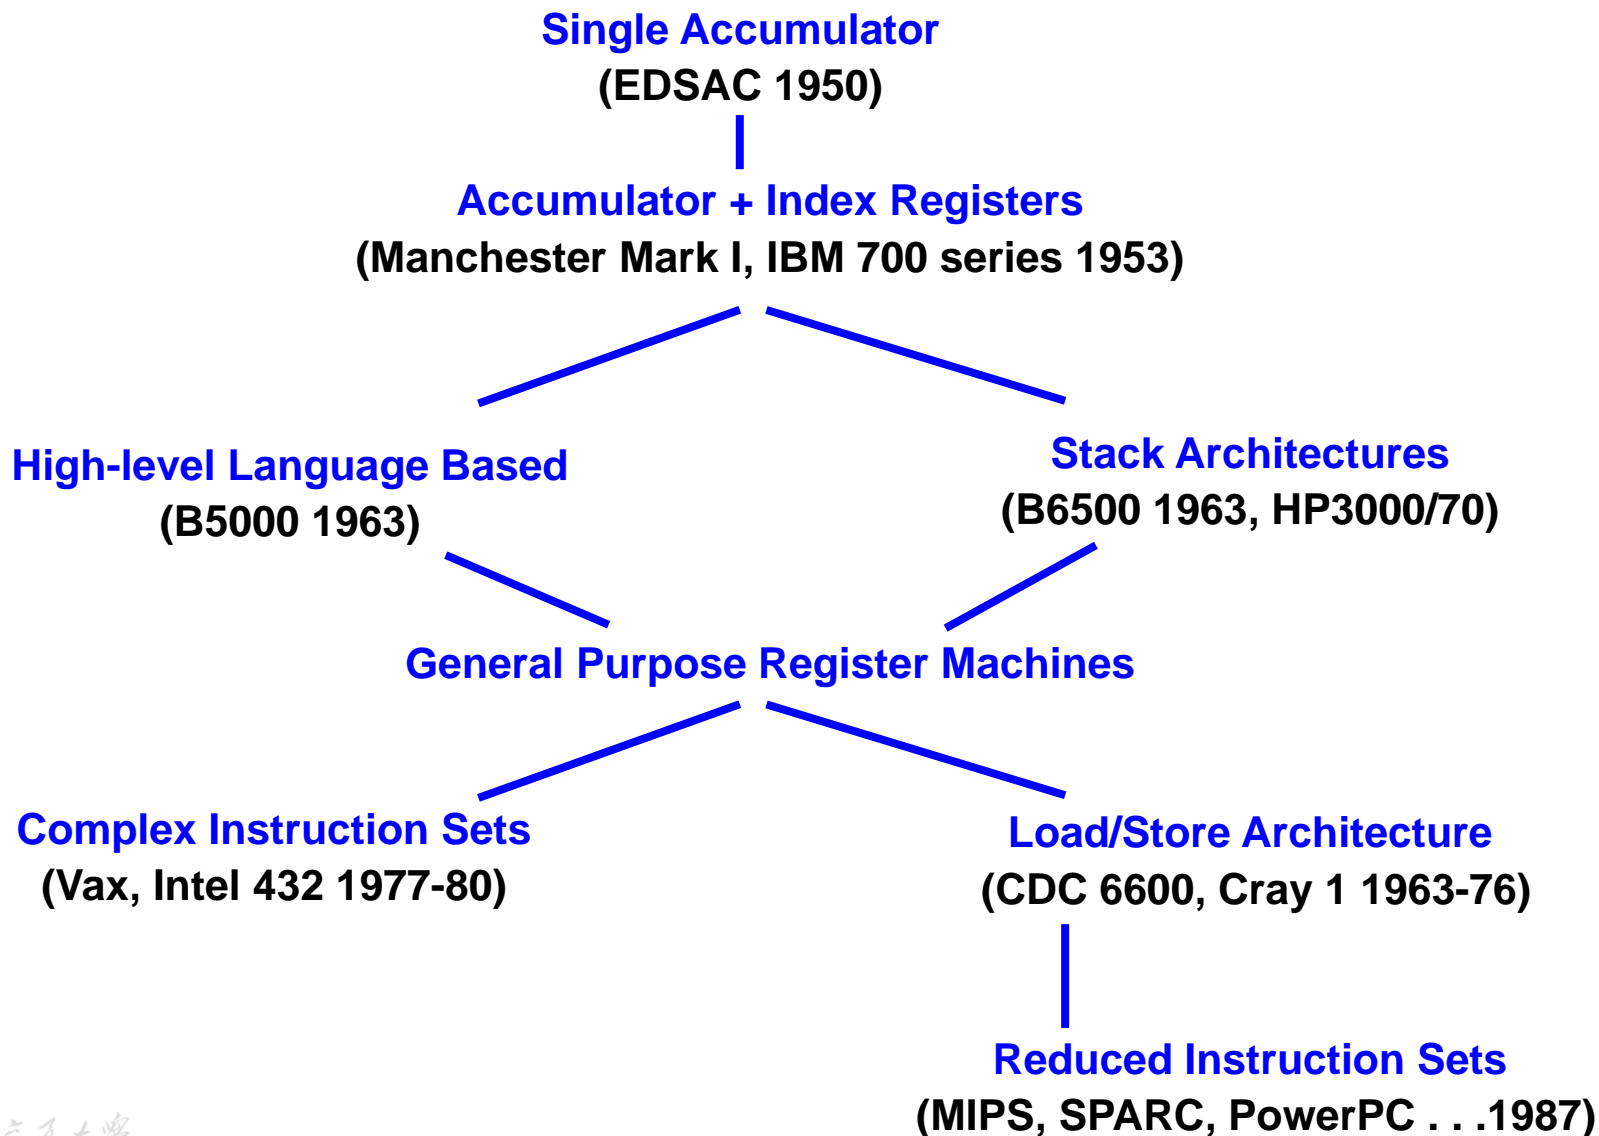 Single Accumulator
(EDSAC 1950)
Accumulator + Index Registers
(Manchester Mark I, IBM 700 series 1953)
High-level Language Based
(B5000 1963)
Stack Architectures
(B6500 1963, HP3000/70)
General Purpose Register Machines
Complex Instruction Sets
(Vax, Intel 432 1977-80)
Load/Store Architecture
(CDC 6600, Cray 1 1963-76)
Reduced Instruction Sets
(MIPS, SPARC, PowerPC . . .1987)
大学